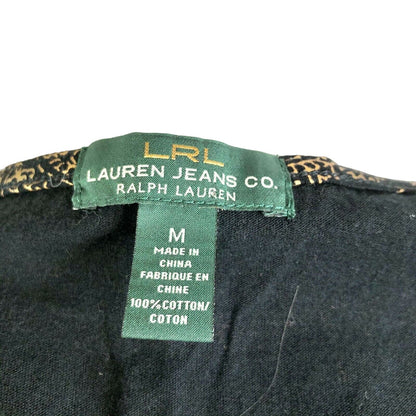 LRL
LAUREN JEANS CO.
RALPH LAUREN
M
MADE IN
CHINA
FABRIQUE EN
CHINE
100% COTTON/
COTON